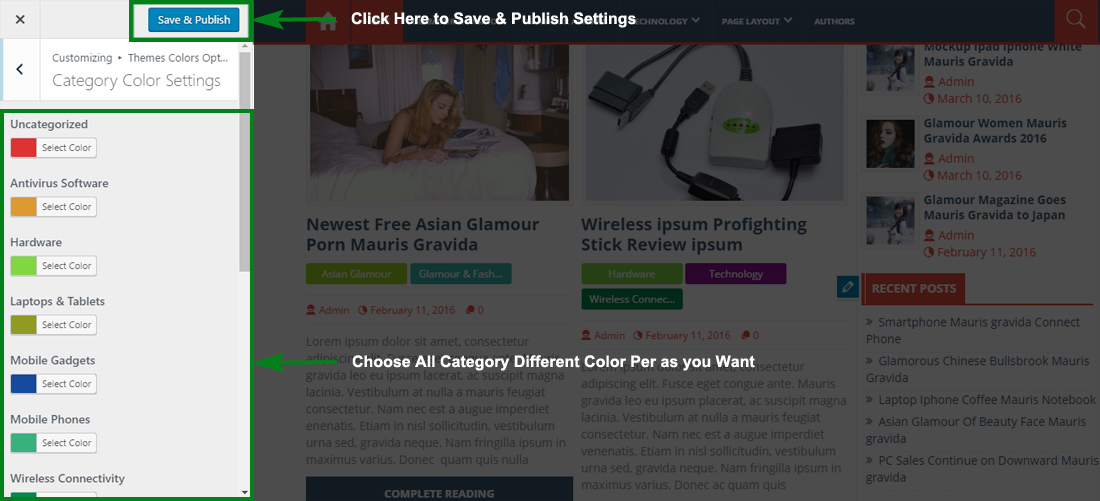 Save & Publish
Click Here to Save & Publish Settings
TECHNOLOGY
PAGE LAYOUT
AUTHORS
Customizing ▸ Themes Colors Opt...
Category Color Settings
Uncategorized
Select Color
Antivirus Software
Select Color
Hardware
Select Color
Laptops & Tablets
Select Color
Mobile Gadgets
Select Color
Mobile Phones
Select Color
Wireless Connectivity
Choose All Category Different Color Per as you Want
Newest Free Asian Glamour
Porn Mauris Gravida
Asian Glamour
Glamour & Fash...
Admin
February 11, 2016
0
Lorem ipsum dolor sit amet, consectetur
gravida leo eu ipsum lacerat, ac suscipit magna
lacinia. Vestibulum at nulla a mauris feugiat
consectetur. Nam nec est a augue imperdiet
enenatis. Etiam in nisl sollicitudin, vestibulum
urna sed, gravida neque. Nam fringilla ipsum in
maximus varius. Donec quam quis nulla
COMPLETE READING
Wireless ipsum Profighting
Stick Review ipsum
Hardware
Technology
Wireless Connec...
Admin
February 11, 2016
0
adipiscing elit. Fusce eget congue ante. Mauris
gravida leo eu ipsum placerat, ac suscipit magna
lacinia. Vestibulum at nulla a mauris feugiat
consectetur. Nam nec est a augue imperdiet
venenatis. Etiam in nisl sollicitudin, vestibulum
urna sed, gravida neque. Nam fringilla ipsum in
maximus varius.
Mockup Ipad Iphone White
Mauris Gravida
Admin
March 10, 2016
Glamour Women Mauris
Gravida Awards 2016
Admin
March 10, 2016
Glamour Magazine Goes
Mauris Gravida to Japan
Admin
February 11, 2016
RECENT POSTS
» Smartphone Mauris gravida Connect
Phone
» Glamorous Chinese Bullsbrook Mauris
Gravida
» Laptop Iphone Coffee Mauris Notebook
» Asian Glamour Of Beauty Face Mauris
gravida
» PC Sales Continue on Downward Mauris
gravida